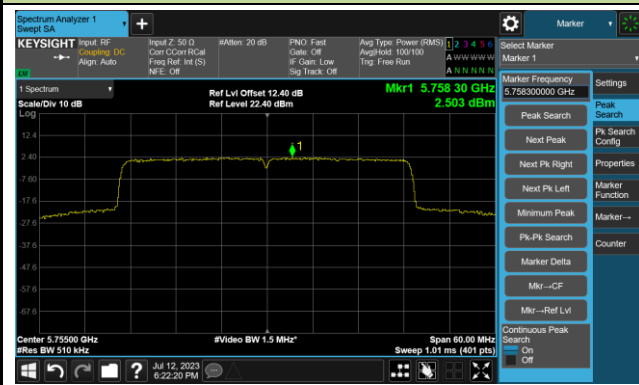 Spectrum Analyzer 1
Swept SA
+
Marker
KEYSIGHT
Input: RF
Coupling: DC
Align: Auto
Input Z: 50 Ω
Corr CCorr RCal
Freq Ref: Int (S)
NFE: Off
#Atten: 20 dB
PNO: Fast
Gate: Off
IF Gain: Low
Sig Track: Off
Avg Type: Power (RMS)
Avg|Hold: 100/100
Trig: Free Run
1 2 3 4 5 6
A W W W W W
A N N N N N
Select Marker
Marker 1
1 Spectrum
Scale/Div 10 dB
Log
Ref Lvl Offset 12.40 dB
Ref Level 22.40 dBm
Mkr1 5.758 30 GHz
2.503 dBm
Marker Frequency
5.758300000 GHz
Settings
Peak Search
Next Peak
Next Pk Right
Next Pk Left
Minimum Peak
Pk-Pk Search
Marker Delta
Mkr→CF
Mkr→Ref Lvl
Continuous Peak
Search
On
Off
Peak
Search
Pk Search
Config
Properties
Marker
Function
Marker→
Counter
1
12.4
2.40
-7.60
-17.6
-27.6
-37.6
-47.6
-57.6
-67.6
Center 5.75500 GHz
#Res BW 510 kHz
#Video BW 1.5 MHz*
Span 60.00 MHz
Sweep 1.01 ms (401 pts)
?
Jul 12, 2023
6:22:20 PM